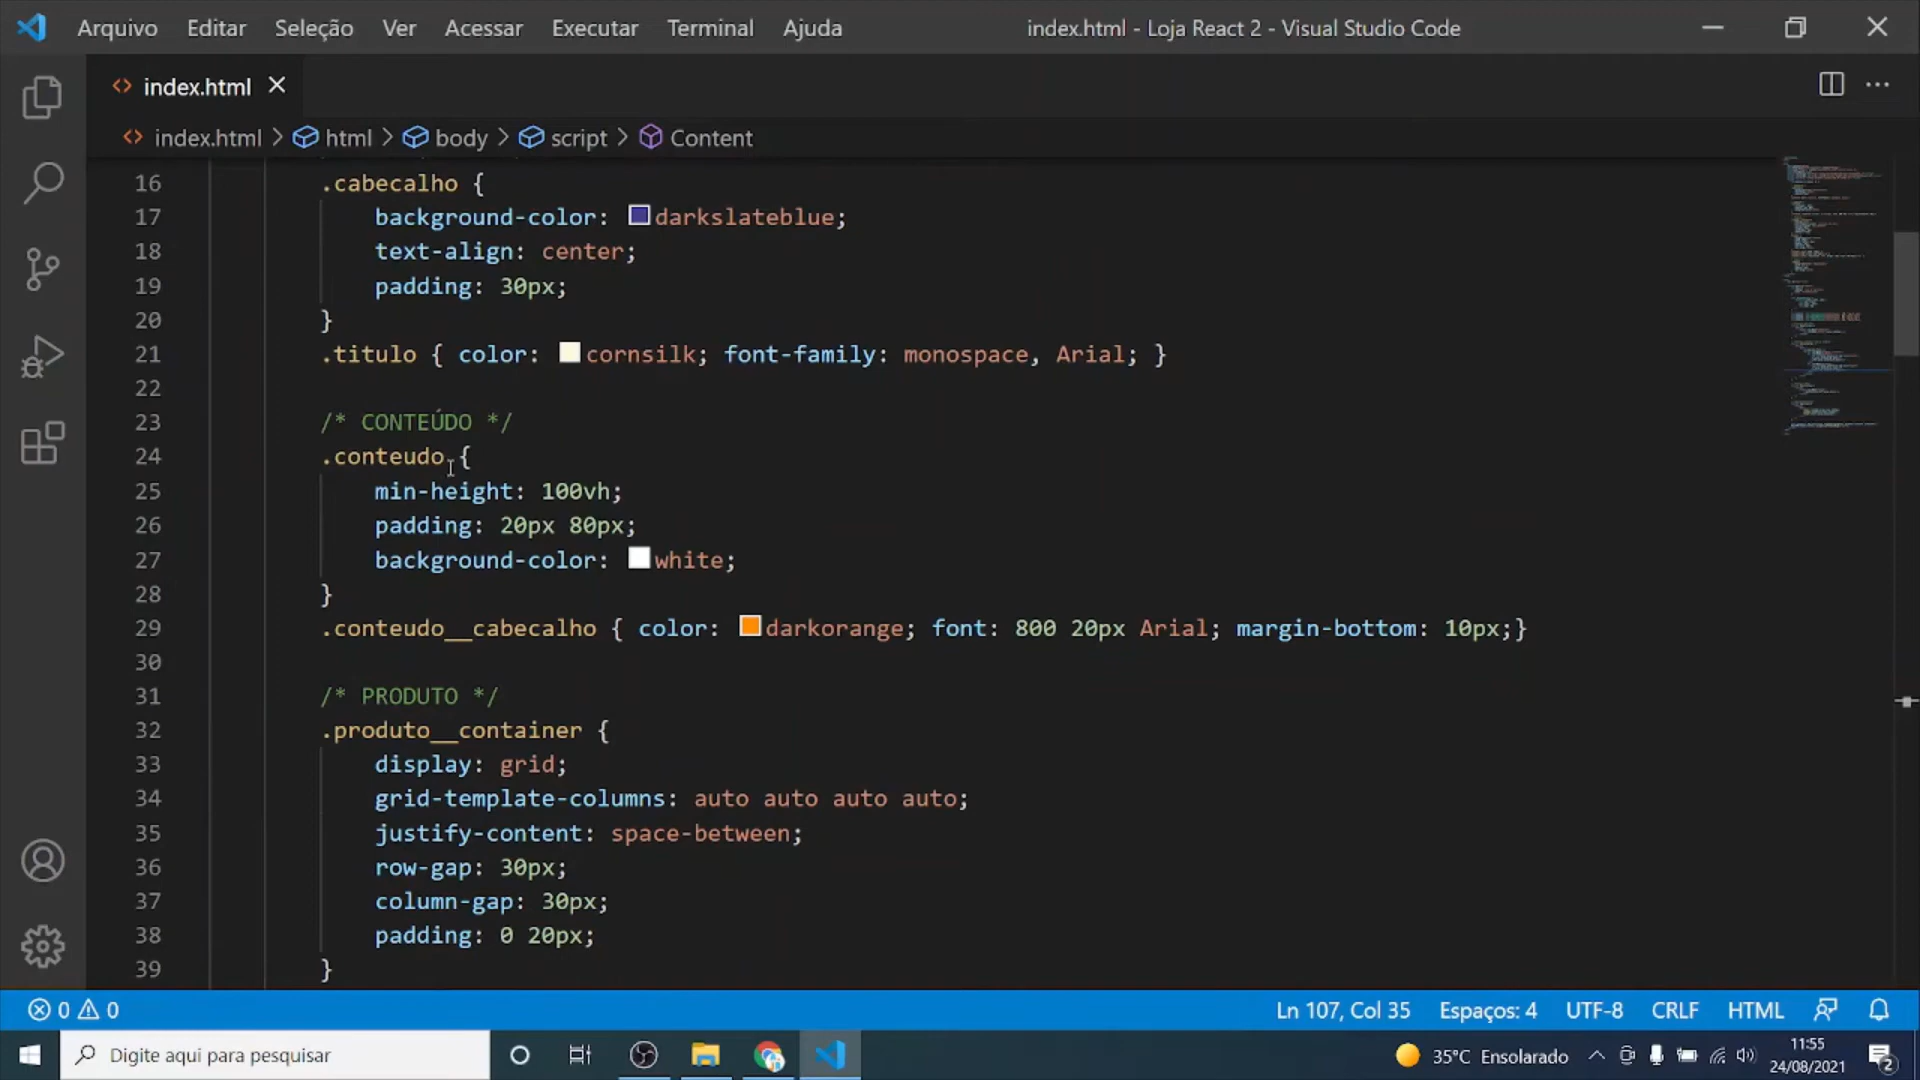 Arquivo Editar Seleção Ver Acessar Executar Terminal Ajuda index.html - Loja React 2 - Visual Studio Code
index.html
index.html > html > body > script > Content
16 .cabecalho {
17 background-color: darkslateblue;
18 text-align: center;
19 padding: 30px;
20 }
21 .titulo { color: cornsilk; font-family: monospace, Arial; }
22
23 /* CONTEÚDO */
24 .conteudo {
25 min-height: 100vh;
26 padding: 20px 80px;
27 background-color: white;
28 }
29 .conteudo__cabecalho { color: darkorange; font: 800 20px Arial; margin-bottom: 10px;}
30
31 /* PRODUTO */
32 .produto__container {
33 display: grid;
34 grid-template-columns: auto auto auto auto;
35 justify-content: space-between;
36 row-gap: 30px;
37 column-gap: 30px;
38 padding: 0 20px;
39 }
0 0 Ln 107, Col 35 Espaços: 4 UTF-8 CRLF HTML
Digite aqui para pesquisar 35°C Ensolarado 11:55
24/08/2021 2